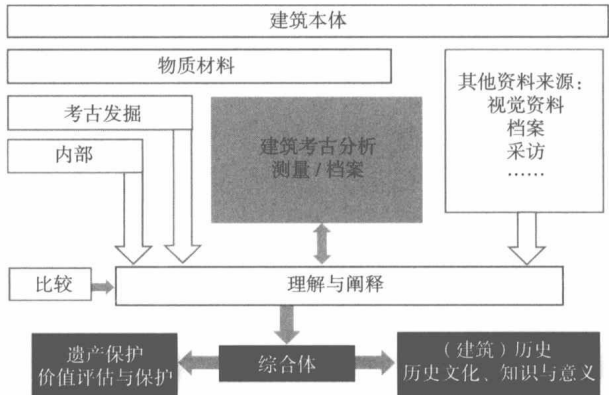 建筑本体
物质材料
其他资料来源：
视觉资料
档案
采访
……
考古发掘
建筑考古分析
测量/档案
内部
比较
理解与阐释
遗产保护
价值评估与保护
综合体
（建筑）历史
历史文化、知识与意义